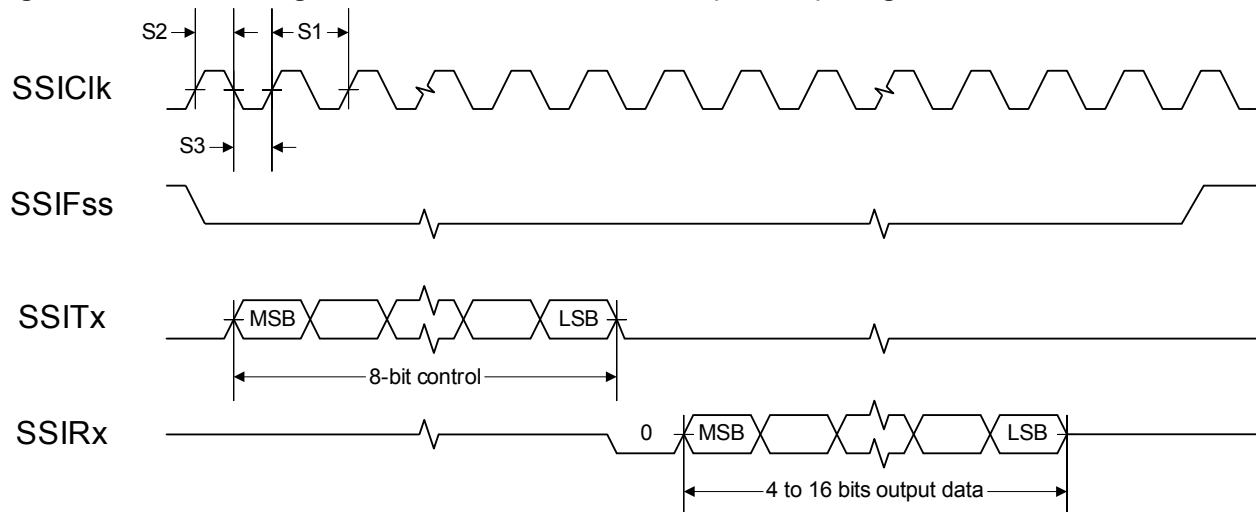 S2
S1
SSIClk
S3
SSIFss
SSITx
MSB
LSB
8-bit control
SSIRx
0
MSB
LSB
4 to 16 bits output data